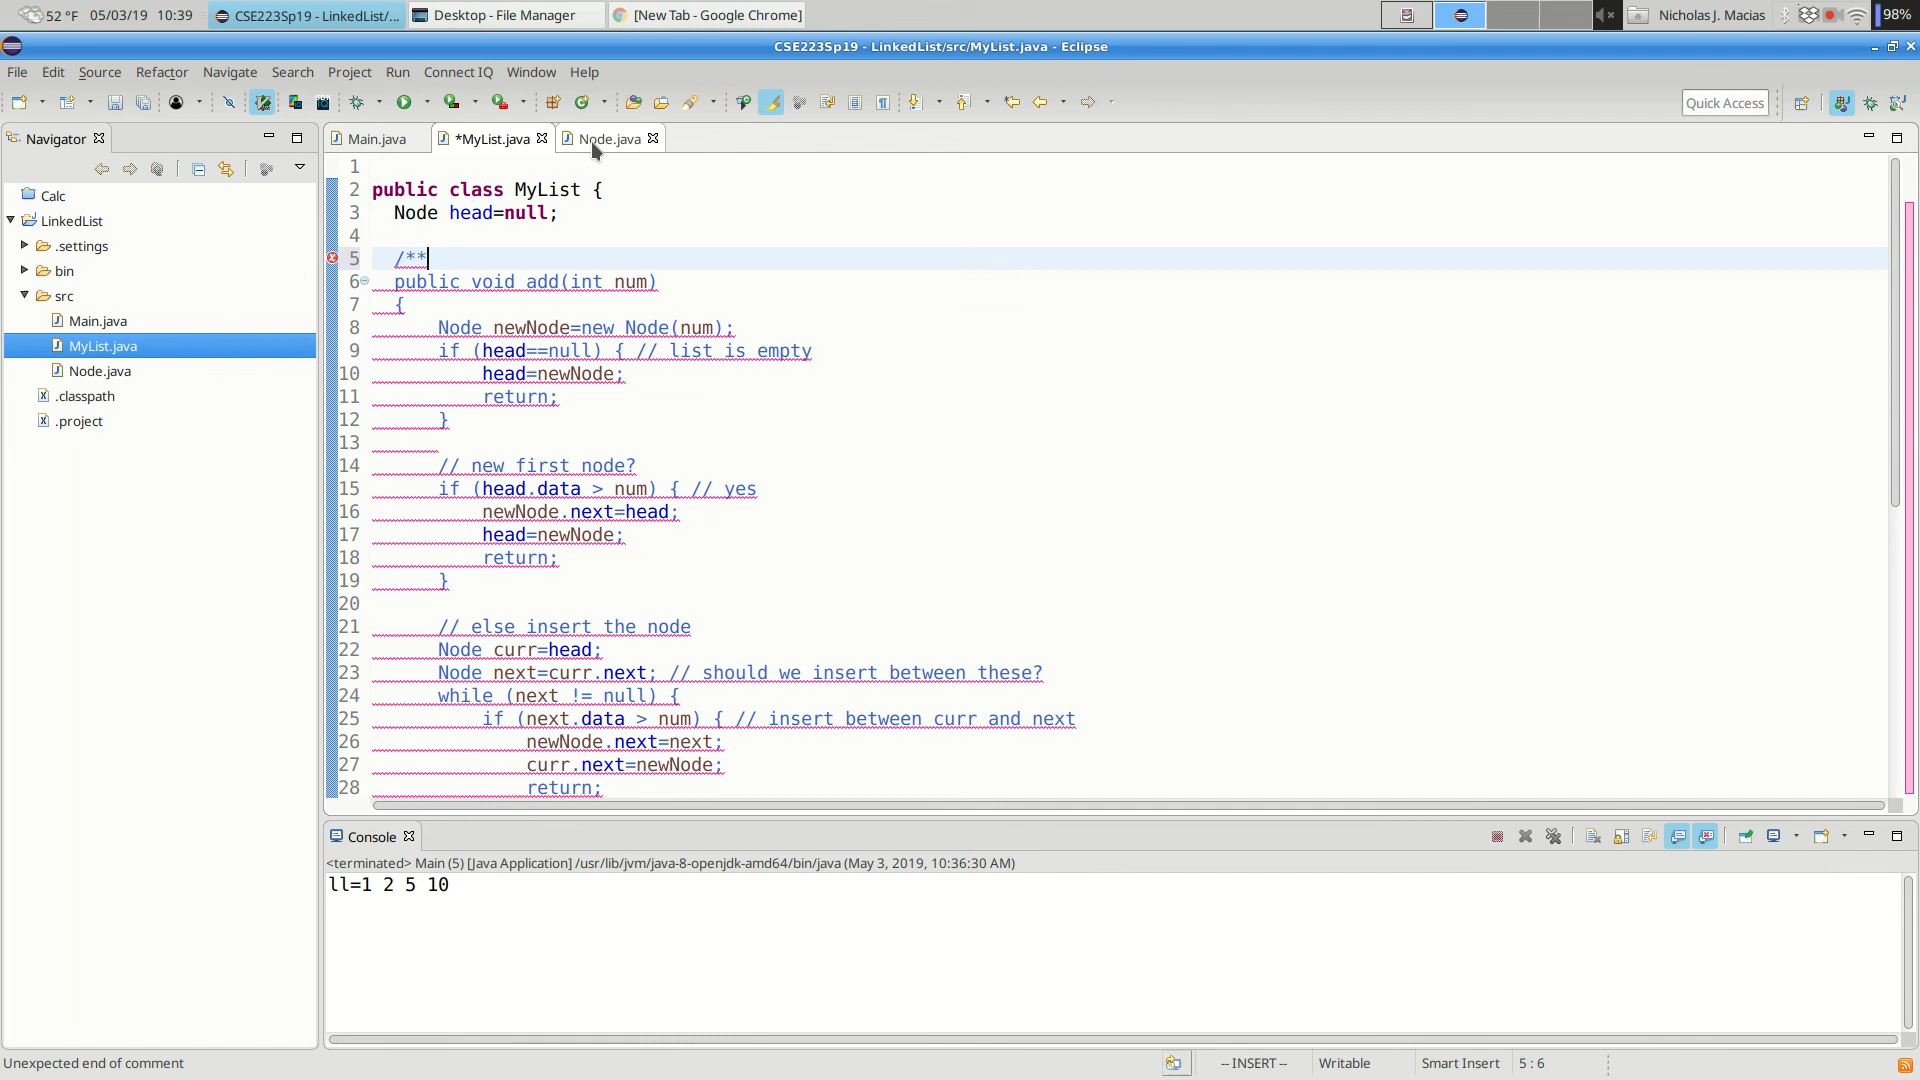 52 °F 05/03/19 10:39 CSE223Sp19 - LinkedList/... Desktop - File Manager [New Tab - Google Chrome] Nicholas J. Macias 98%
CSE223Sp19 - LinkedList/src/MyList.java - Eclipse
File Edit Source Refactor Navigate Search Project Run Connect IQ Window Help
Quick Access
Navigator
Main.java *MyList.java Node.java
Calc
LinkedList
.settings
bin
src
Main.java
MyList.java
Node.java
.classpath
.project
1
2 public class MyList {
3 Node head=null;
4
5 /**
6 public void add(int num)
7 {
8 Node newNode=new Node(num);
9 if (head==null) { // list is empty
10 head=newNode;
11 return;
12 }
13
14 // new first node?
15 if (head.data > num) { // yes
16 newNode.next=head;
17 head=newNode;
18 return;
19 }
20
21 // else insert the node
22 Node curr=head;
23 Node next=curr.next; // should we insert between these?
24 while (next != null) {
25 if (next.data > num) { // insert between curr and next
26 newNode.next=next;
27 curr.next=newNode;
28 return;
Console
<terminated> Main (5) [Java Application] /usr/lib/jvm/java-8-openjdk-amd64/bin/java (May 3, 2019, 10:36:30 AM)
ll=1 2 5 10
Unexpected end of comment -- INSERT -- Writable Smart Insert 5 : 6